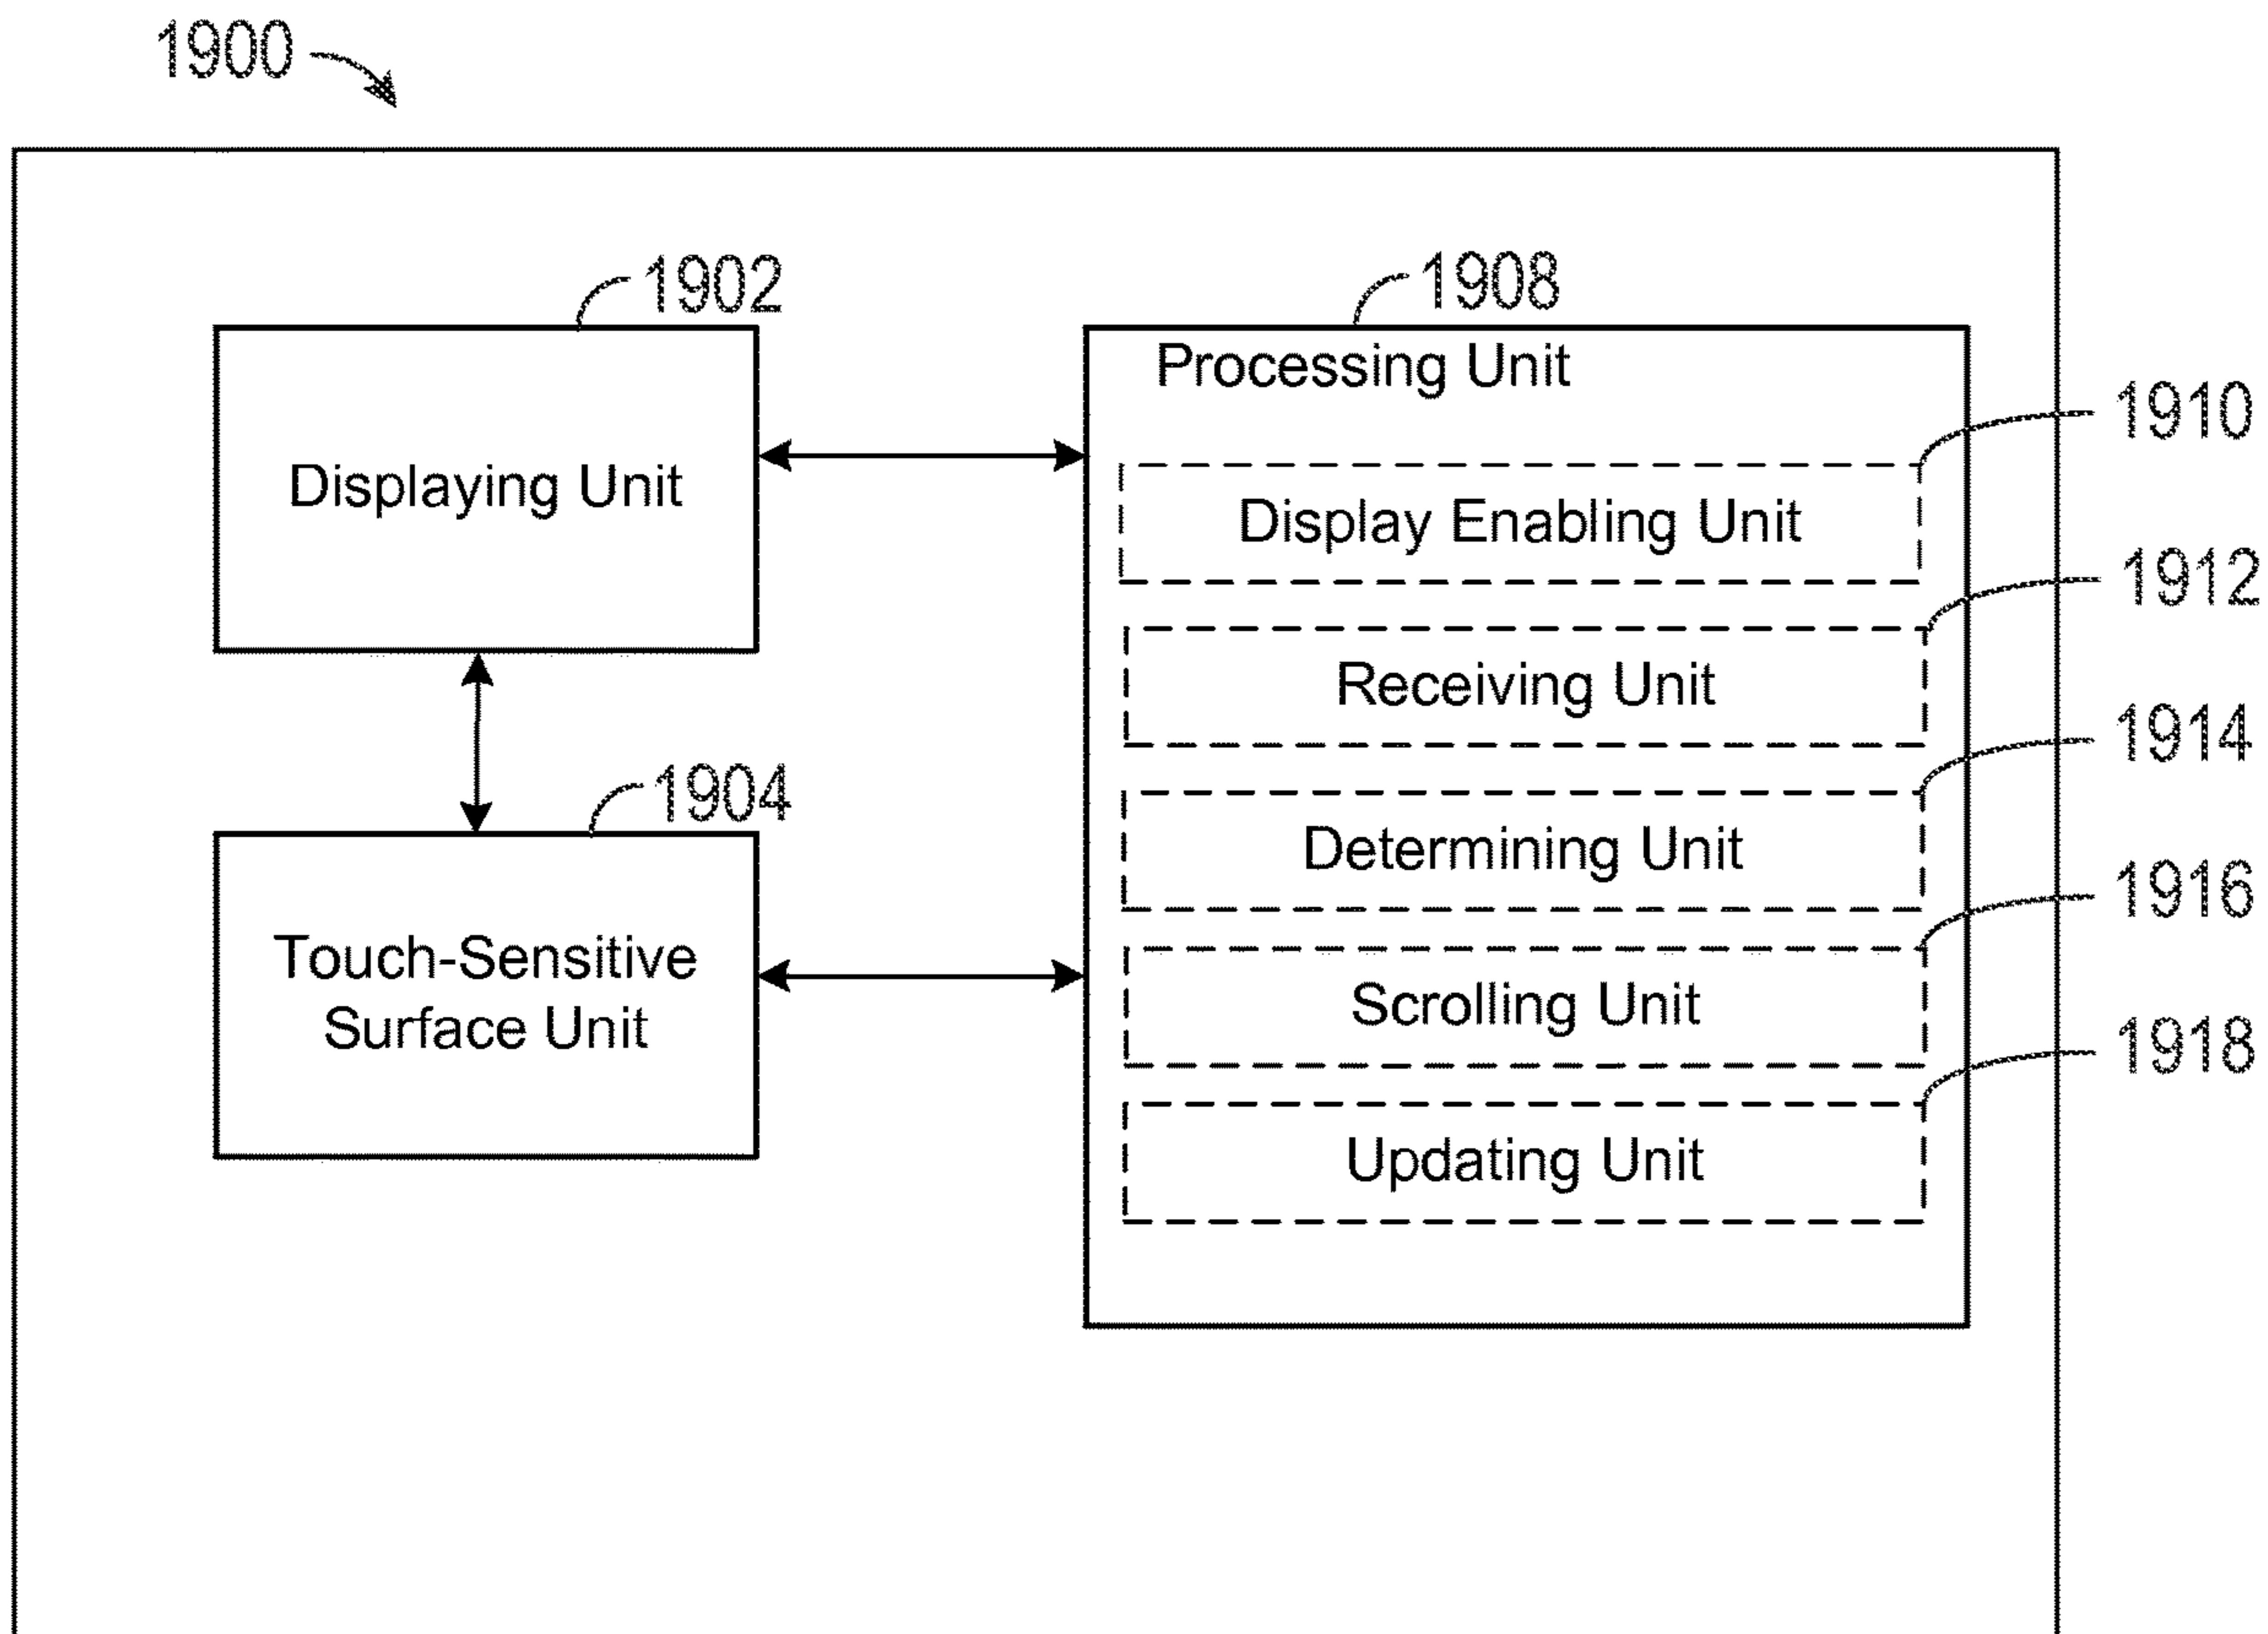 1900
1902
Displaying Unit
1904
Touch-Sensitive
Surface Unit
1908
Processing Unit
1910
Display Enabling Unit
1912
Receiving Unit
1914
Determining Unit
1916
Scrolling Unit
1918
Updating Unit